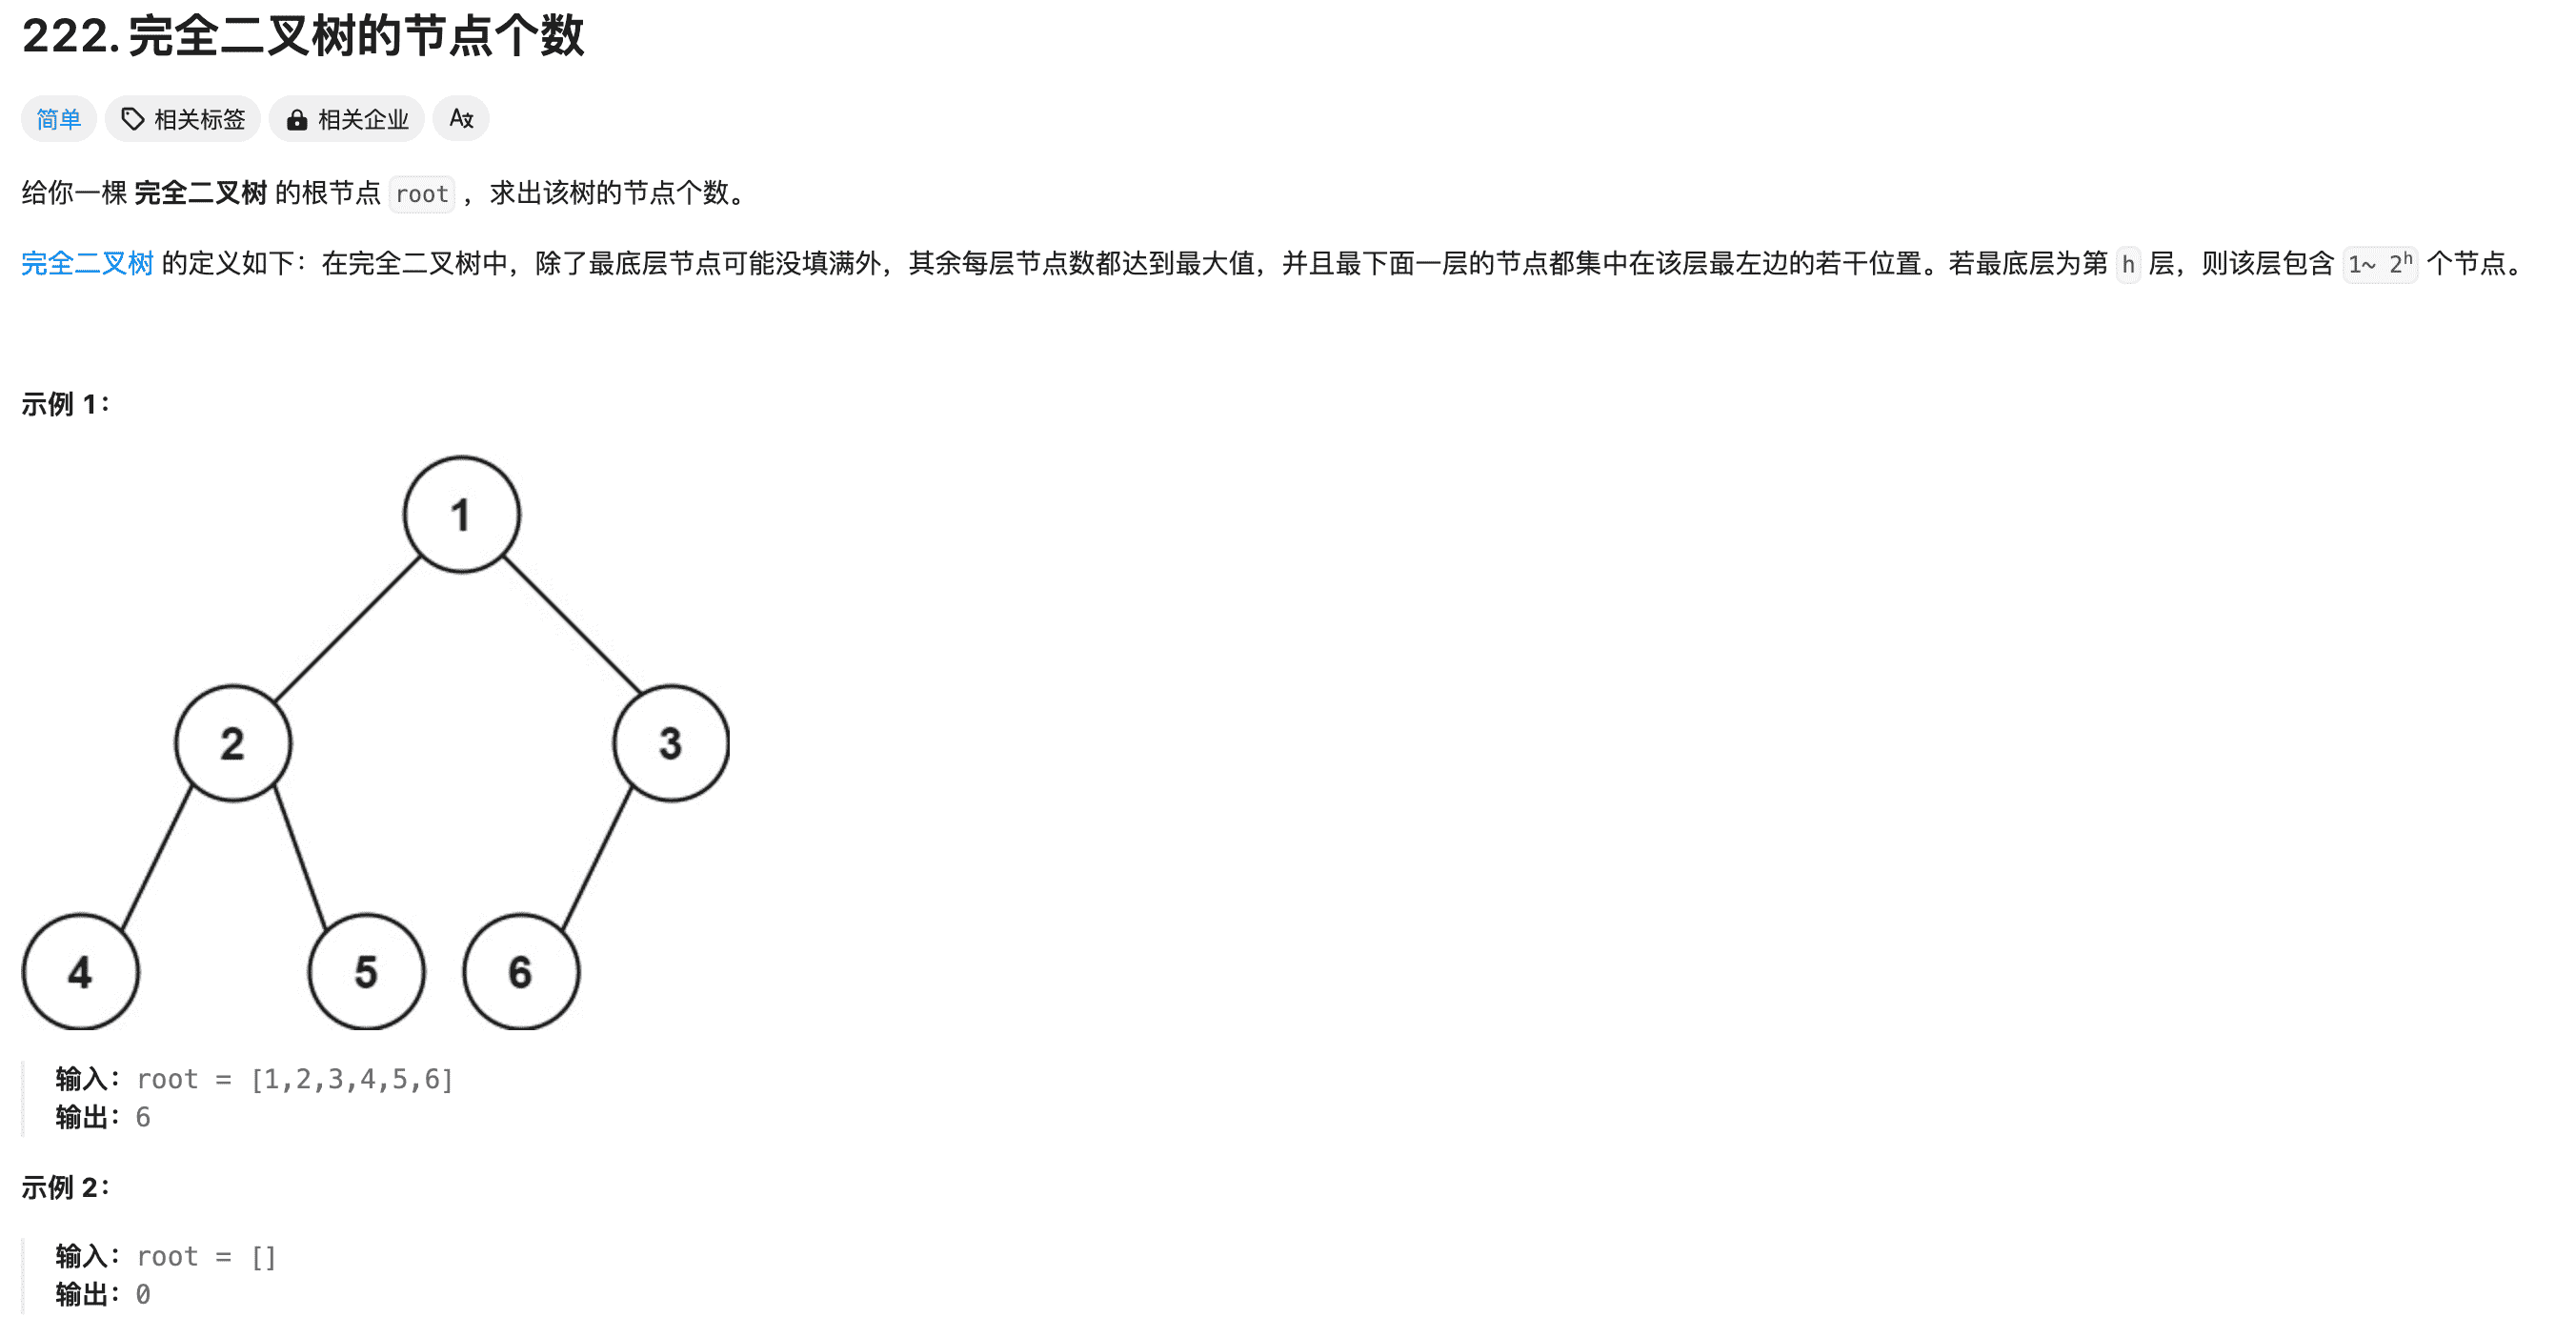 222. 完全二叉树的节点个数
简单 相关标签 相关企业 A文
给你一棵 完全二叉树 的根节点 root ，求出该树的节点个数。
完全二叉树 的定义如下：在完全二叉树中，除了最底层节点可能没填满外，其余每层节点数都达到最大值，并且最下面一层的节点都集中在该层最左边的若干位置。若最底层为第 h 层，则该层包含 1~ 2ʰ 个节点。
示例 1：
1
2 3
4 5 6
输入：root = [1,2,3,4,5,6]
输出：6
示例 2：
输入：root = []
输出：0